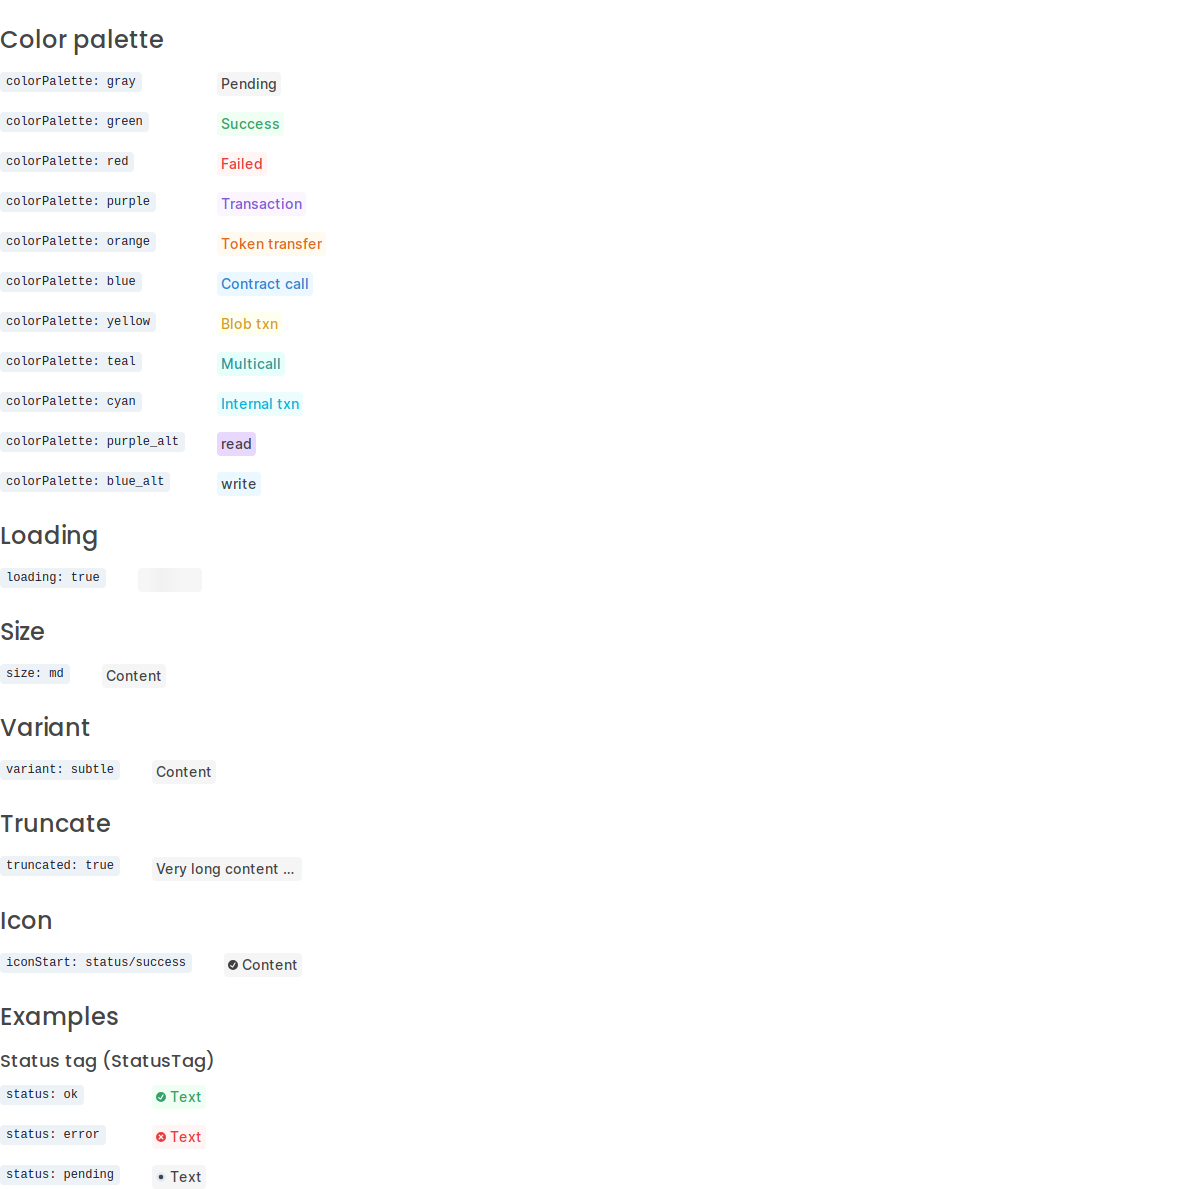 Color palette
colorPalette: gray Pending
colorPalette: green Success
colorPalette: red Failed
colorPalette: purple Transaction
colorPalette: orange Token transfer
colorPalette: blue Contract call
colorPalette: yellow Blob txn
colorPalette: teal Multicall
colorPalette: cyan Internal txn
colorPalette: purple_alt read
colorPalette: blue_alt write
Loading
loading: true
Size
size: md Content
Variant
variant: subtle Content
Truncate
truncated: true Very long content ...
Icon
iconStart: status/success Content
Examples
Status tag (StatusTag)
status: ok Text
status: error Text
status: pending Text